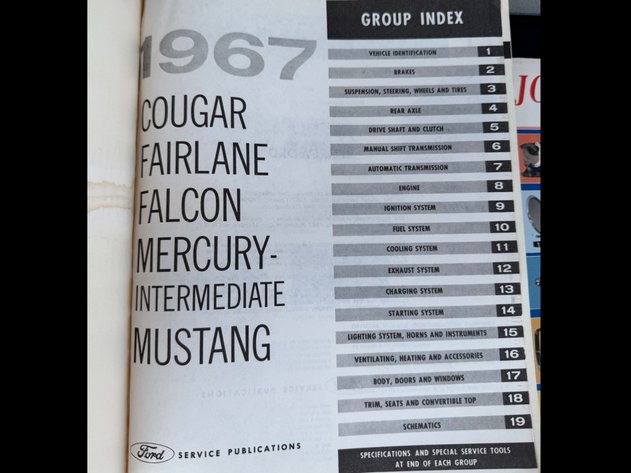 1967
COUGAR
FAIRLANE
FALCON
MERCURY-
INTERMEDIATE
MUSTANG
Ford SERVICE PUBLICATIONS
GROUP INDEX
VEHICLE IDENTIFICATION 1
BRAKES 2
SUSPENSION, STEERING, WHEELS AND TIRES 3
REAR AXLE 4
DRIVE SHAFT AND CLUTCH 5
MANUAL SHIFT TRANSMISSION 6
AUTOMATIC TRANSMISSION 7
ENGINE 8
IGNITION SYSTEM 9
FUEL SYSTEM 10
COOLING SYSTEM 11
EXHAUST SYSTEM 12
CHARGING SYSTEM 13
STARTING SYSTEM 14
LIGHTING SYSTEM, HORNS AND INSTRUMENTS 15
VENTILATING, HEATING AND ACCESSORIES 16
BODY, DOORS AND WINDOWS 17
TRIM, SEATS AND CONVERTIBLE TOP 18
SCHEMATICS 19
SPECIFICATIONS AND SPECIAL SERVICE TOOLS
AT END OF EACH GROUP
JO